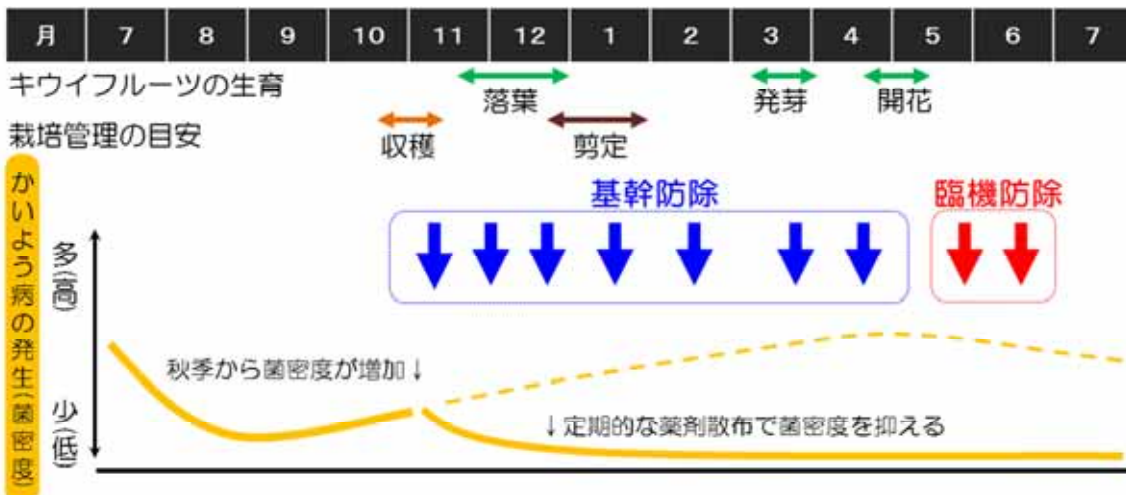 月 7 8 9 10 11 12 1 2 3 4 5 6 7
キウイフルーツの生育
落葉 発芽 開花
栽培管理の目安
収穫 剪定
かいよう病の発生(菌密度)
基幹防除 臨機防除
多(高)
秋季から菌密度が増加↓
少(低)
↓定期的な薬剤散布で菌密度を抑える